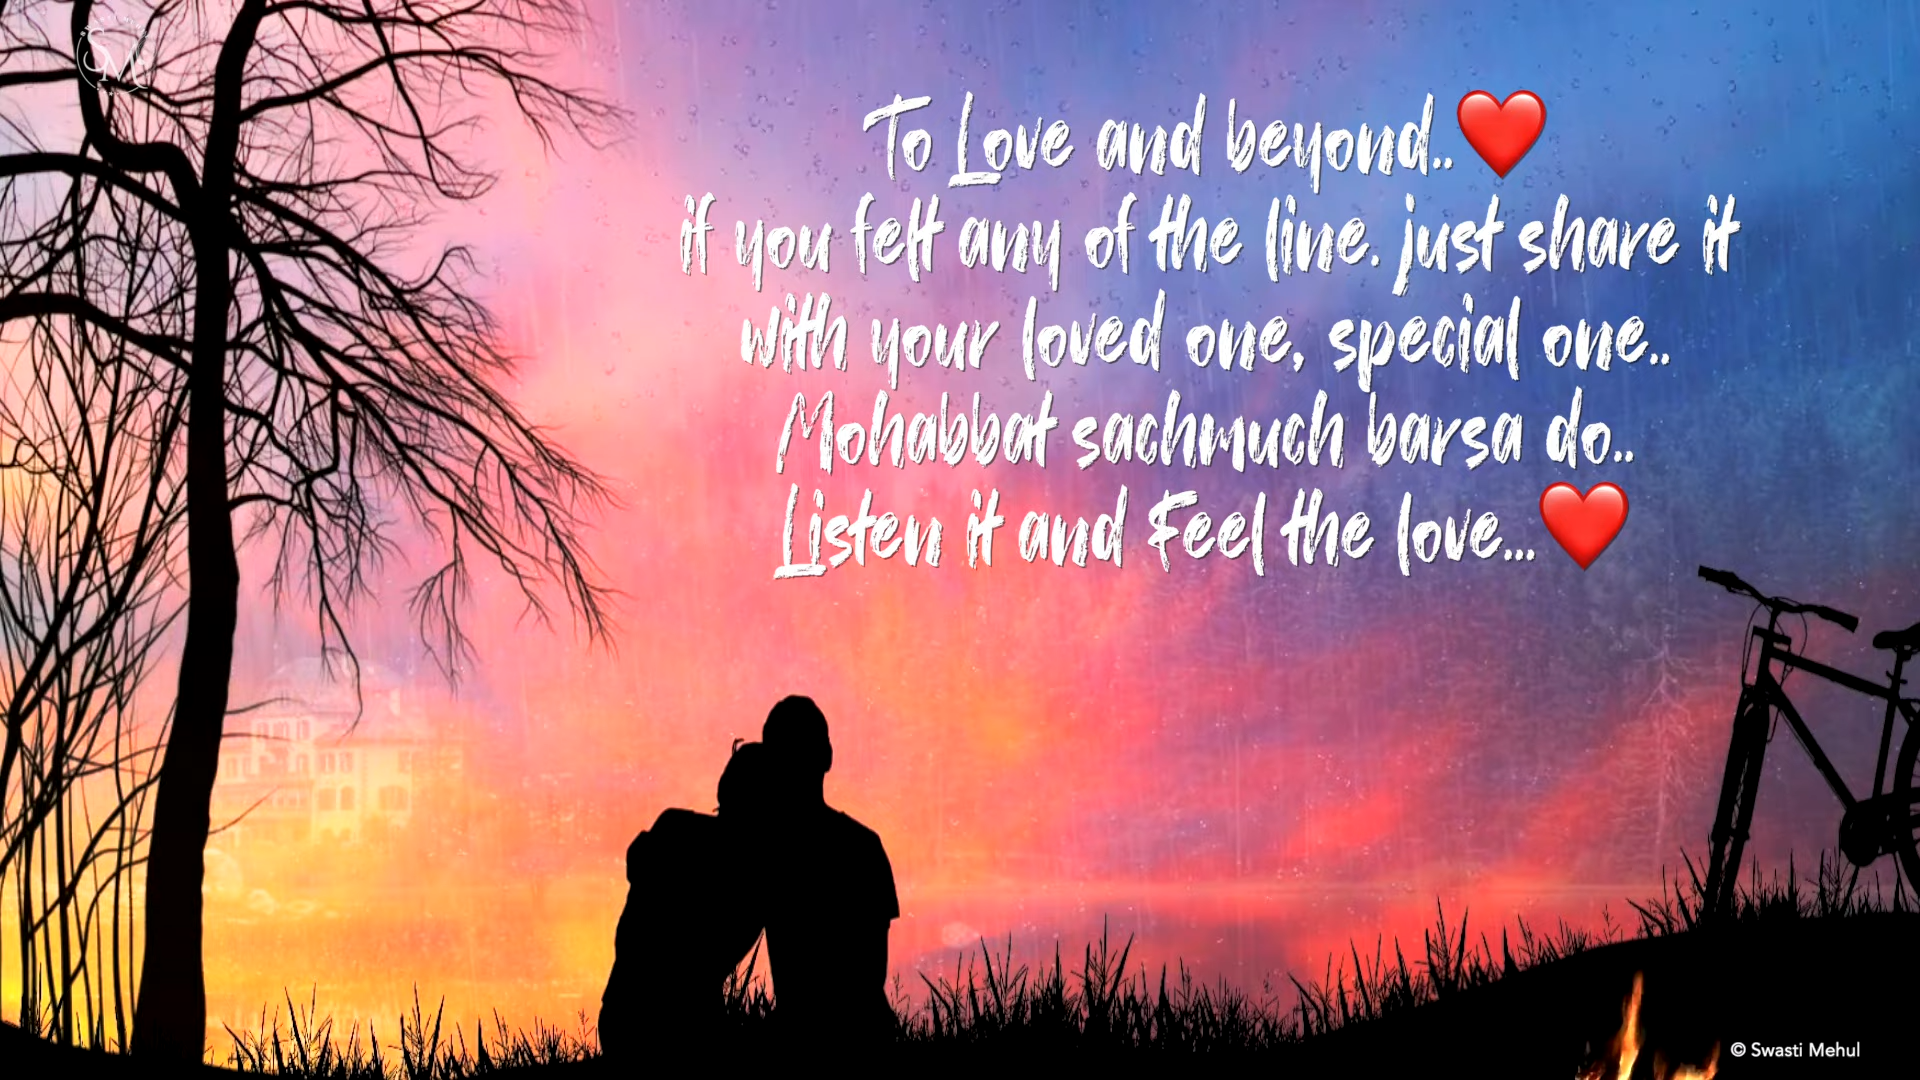 SM
To Love and beyond..❤️
if you felt any of the line. just share it
with your loved one, special one..
Mohabbat sachmuch barsa do..
Listen it and Feel the love...❤️
© Swasti Mehul